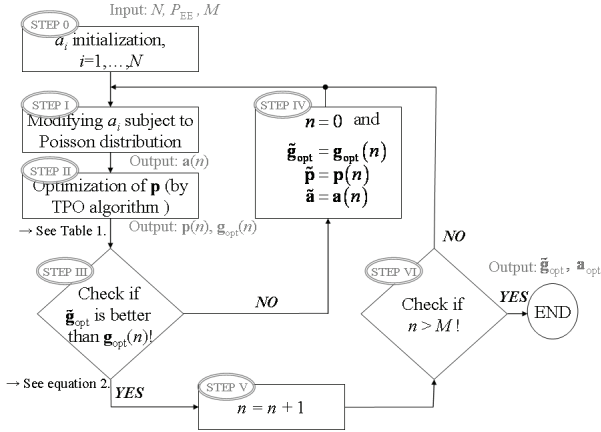 Input: N, P_EE , M
STEP 0
a_i initialization,
i=1,…,N
STEP I
Modifying a_i subject to
Poisson distribution
Output: a(n)
STEP II
Optimization of p (by
TPO algorithm )
Output: p(n), g_opt(n)
→ See Table 1.
STEP III
Check if
g̃_opt is better
than g_opt(n)!
NO
→ See equation 2.
YES
STEP IV
n = 0 and
g̃_opt = g_opt(n)
p̃ = p(n)
ã = a(n)
STEP V
n = n + 1
STEP VI
Check if
n > M !
NO
YES
Output: g̃_opt, a_opt
END